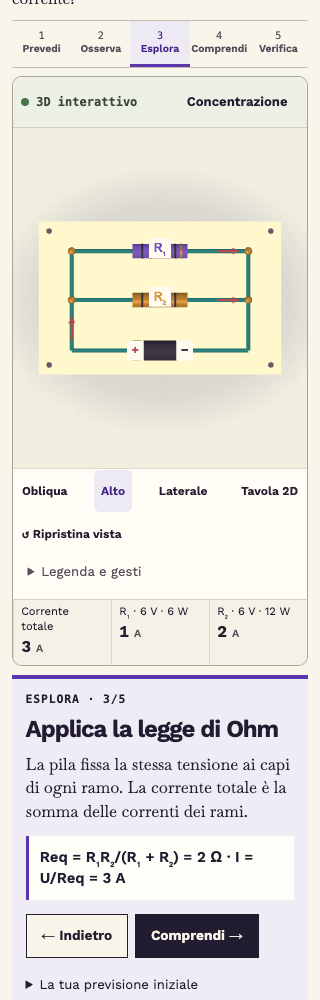 1 2 3 4 5
Prevedi Osserva Esplora Comprendi Verifica
3D interattivo Concentrazione
R₁
R₂
+ −
Obliqua Alto Laterale Tavola 2D
↺ Ripristina vista
▶ Legenda e gesti
Corrente
totale
3 A
R₁ · 6 V · 6 W
1 A
R₂ · 6 V · 12 W
2 A
ESPLORA · 3/5
Applica la legge di Ohm
La pila fissa la stessa tensione ai capi
di ogni ramo. La corrente totale è la
somma delle correnti dei rami.
Req = R₁R₂/(R₁ + R₂) = 2 Ω · I =
U/Req = 3 A
← Indietro Comprendi →
▶ La tua previsione iniziale